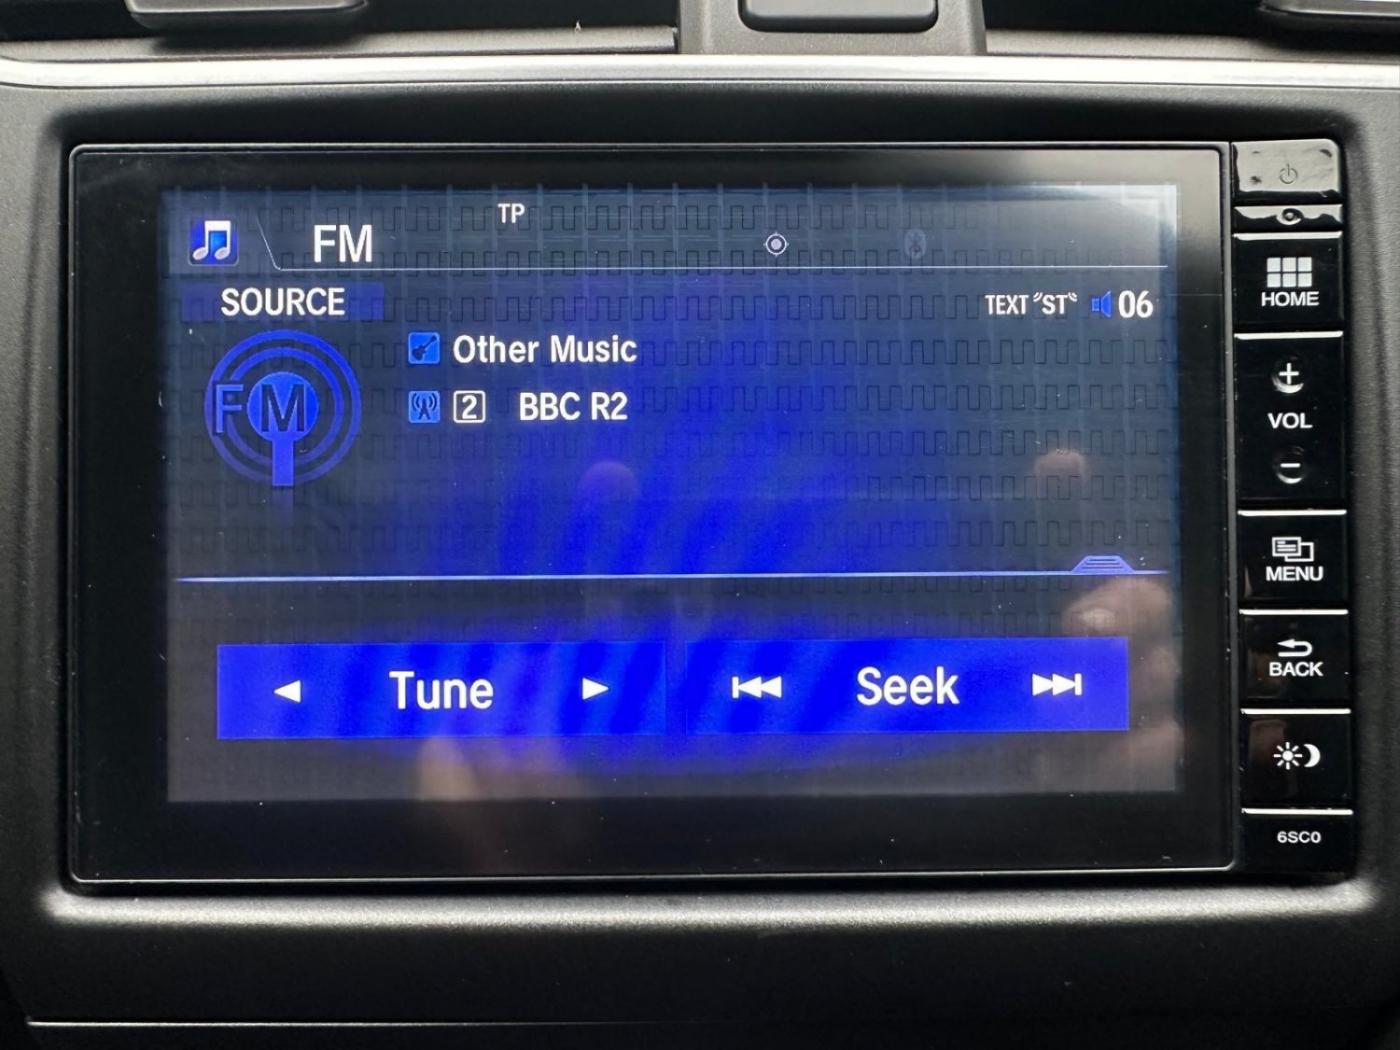 TP
FM
SOURCE
TEXT "ST" 06
FM
Other Music
2 BBC R2
Tune
Seek
HOME
+
VOL
−
MENU
BACK
6SC0